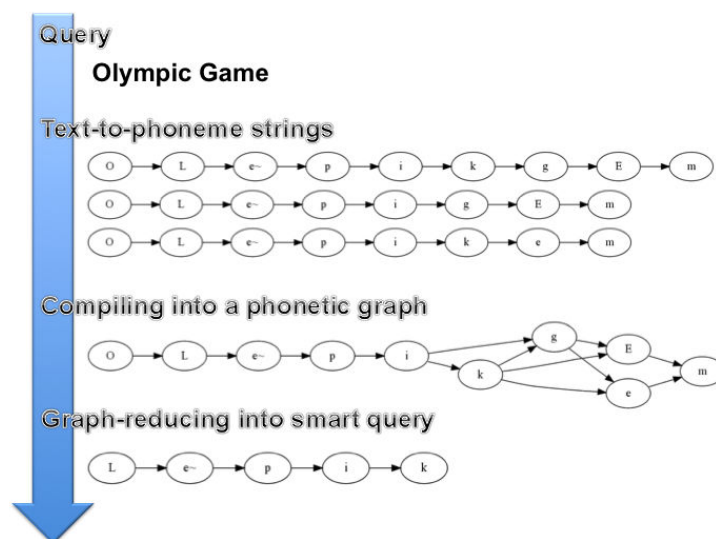 Query
Olympic Game
Text-to-phoneme strings
O L e~ p i k g E m
O L e~ p i g E m
O L e~ p i k e m
Compiling into a phonetic graph
O L e~ p i k g E e m
Graph-reducing into smart query
L e~ p i k